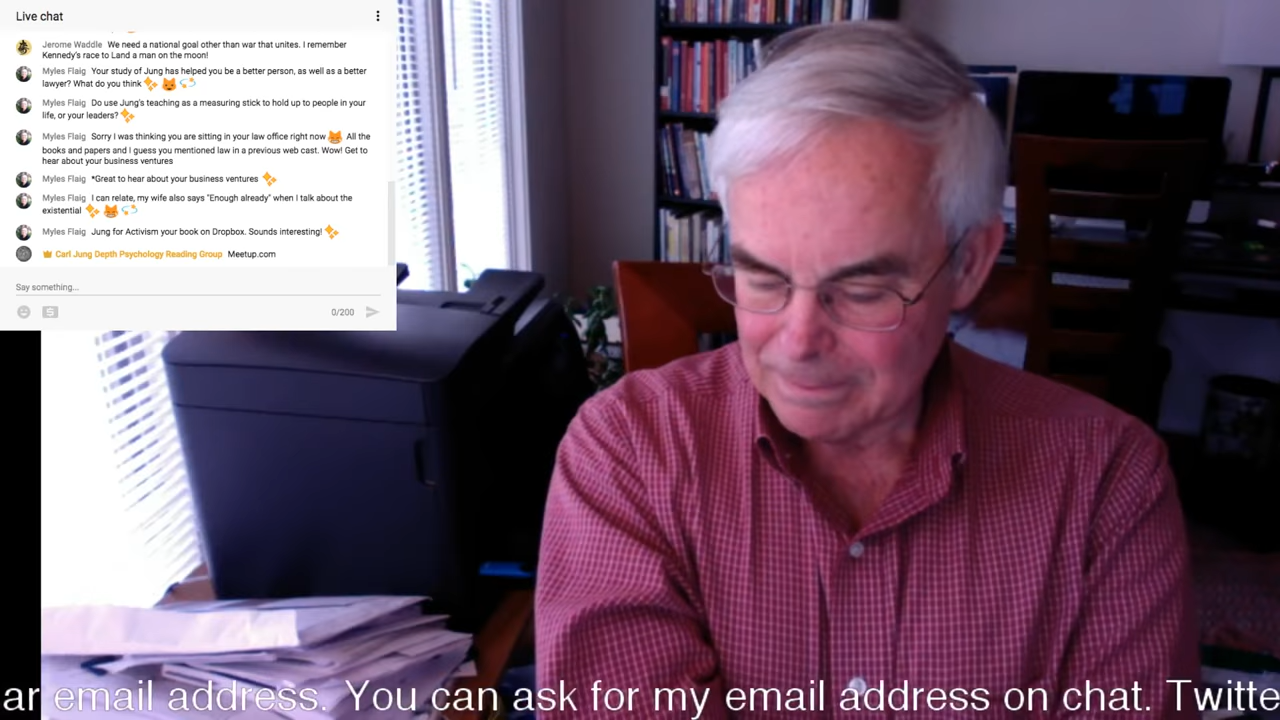 Live chat
Jerome Waddle We need a national goal other than war that unites. I remember
Kennedy's race to Land a man on the moon!
Myles Flaig Your study of Jung has helped you be a better person, as well as a better
lawyer? What do you think
Myles Flaig Do use Jung's teaching as a measuring stick to hold up to people in your
life, or your leaders?
Myles Flaig Sorry I was thinking you are sitting in your law office right now All the
books and papers and I guess you mentioned law in a previous web cast. Wow! Get to
hear about your business ventures
Myles Flaig *Great to hear about your business ventures
Myles Flaig I can relate, my wife also says "Enough already" when I talk about the
existential
Myles Flaig Jung for Activism your book on Dropbox. Sounds interesting!
Carl Jung Depth Psychology Reading Group Meetup.com
Say something...
S 0/200
ar email address. You can ask for my email address on chat. Twitte